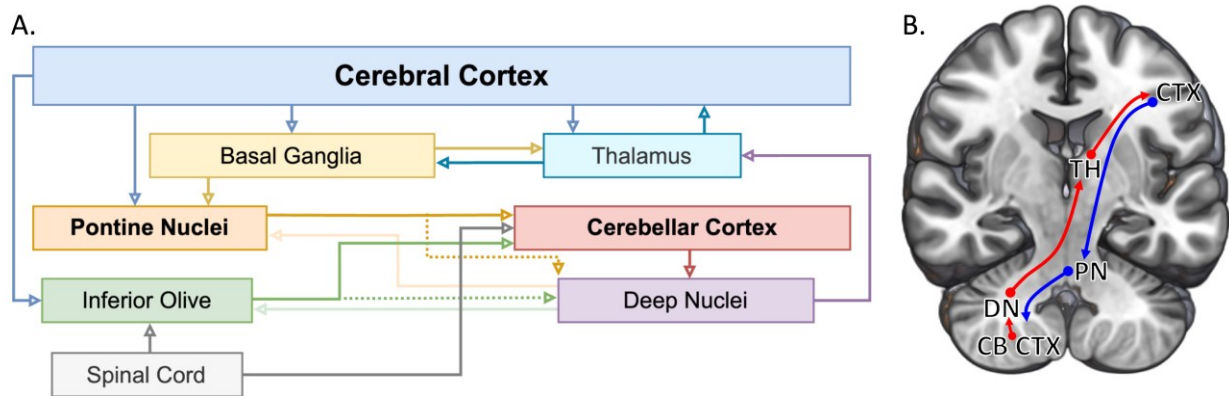 A.
Cerebral Cortex
Basal Ganglia
Thalamus
Pontine Nuclei
Cerebellar Cortex
Inferior Olive
Deep Nuclei
Spinal Cord
B.
CTX
TH
PN
DN
CB CTX